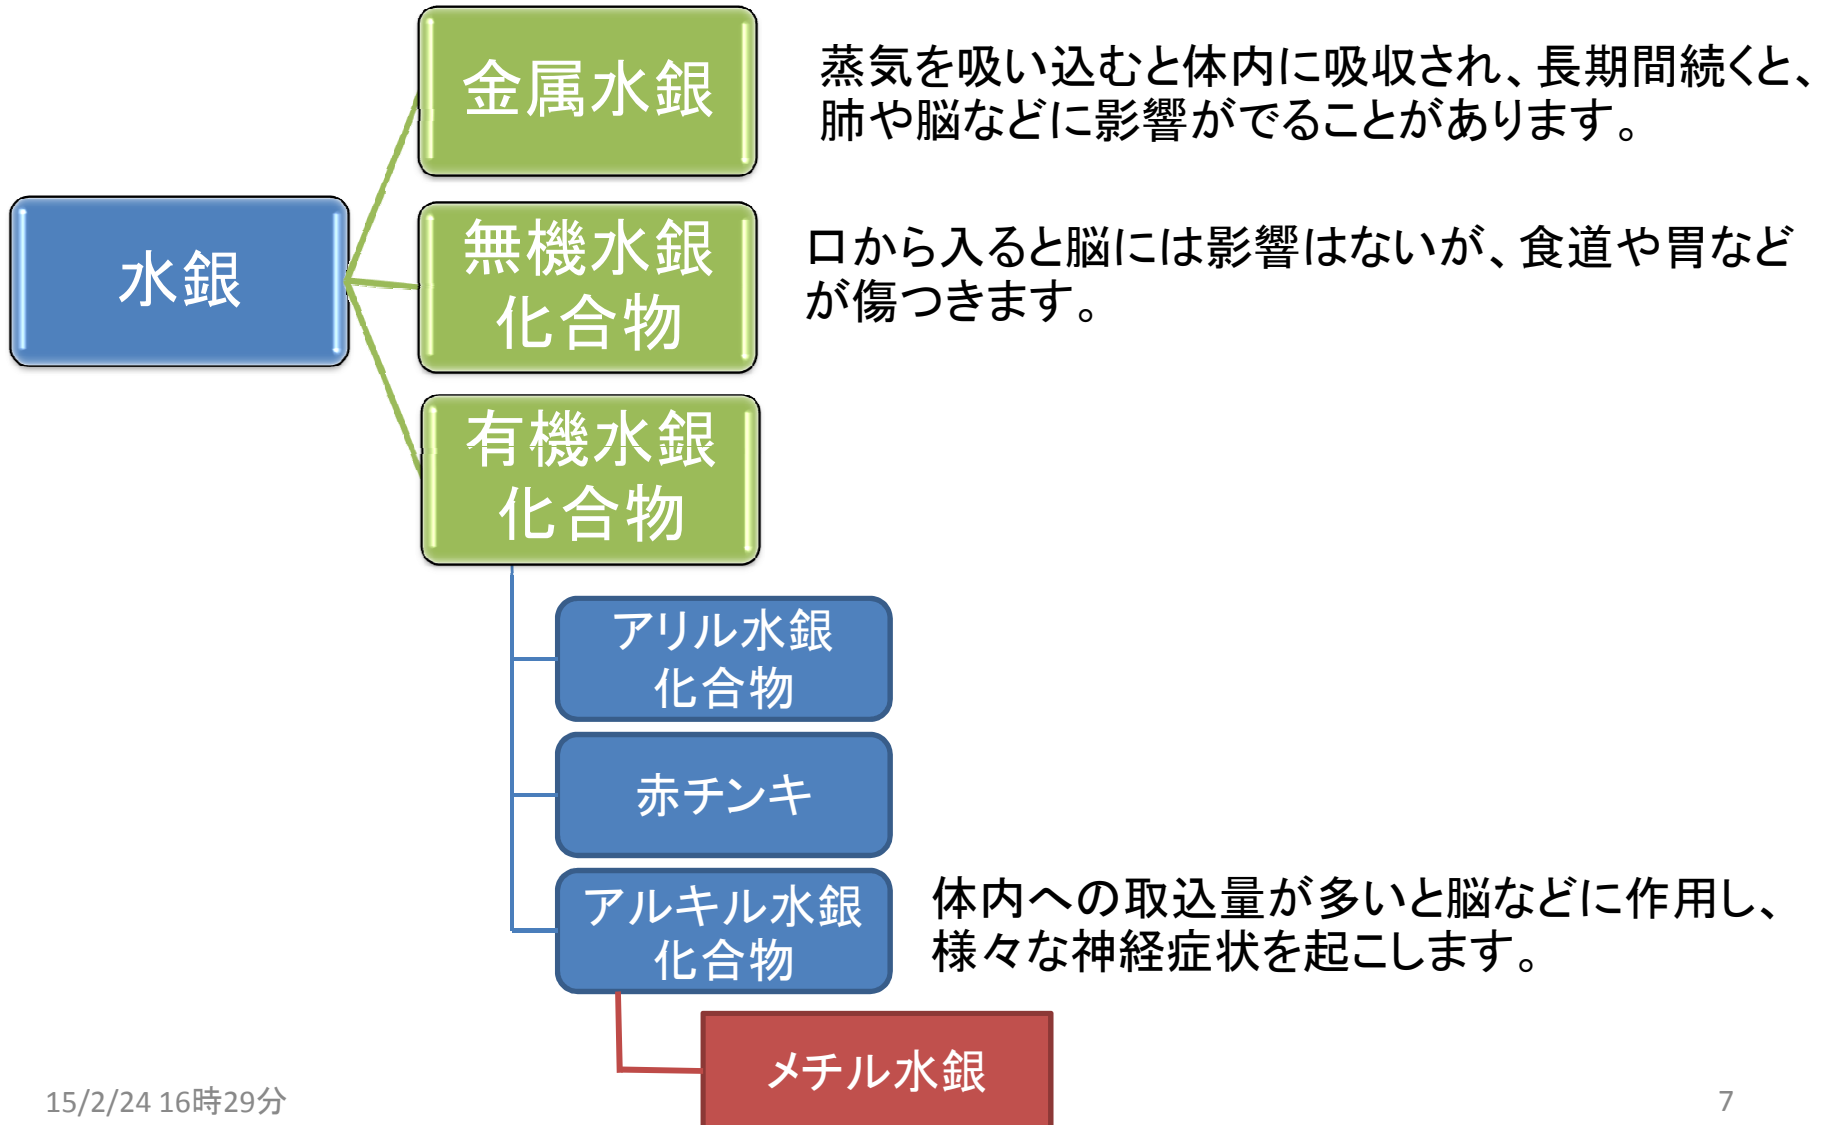 金属水銀
蒸気を吸い込むと体内に吸収され、長期間続くと、
肺や脳などに影響がでることがあります。
水銀
無機水銀
化合物
口から入ると脳には影響はないが、食道や胃など
が傷つきます。
有機水銀
化合物
アリル水銀
化合物
赤チンキ
アルキル水銀
化合物
体内への取込量が多いと脳などに作用し、
様々な神経症状を起こします。
メチル水銀
15/2/24 16時29分
7